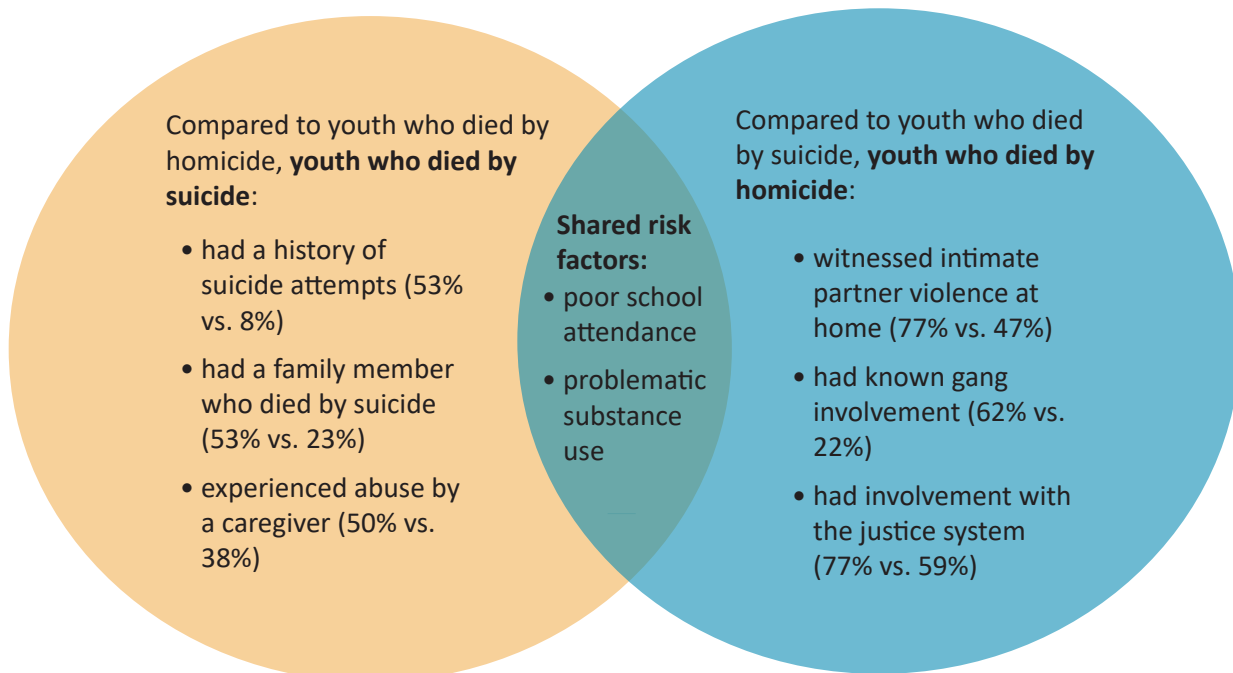 Compared to youth who died by
homicide, youth who died by
suicide:
• had a history of
suicide attempts (53%
vs. 8%)
• had a family member
who died by suicide
(53% vs. 23%)
• experienced abuse by
a caregiver (50% vs.
38%)
Shared risk
factors:
• poor school
attendance
• problematic
substance
use
Compared to youth who died
by suicide, youth who died by
homicide:
• witnessed intimate
partner violence at
home (77% vs. 47%)
• had known gang
involvement (62% vs.
22%)
• had involvement with
the justice system
(77% vs. 59%)